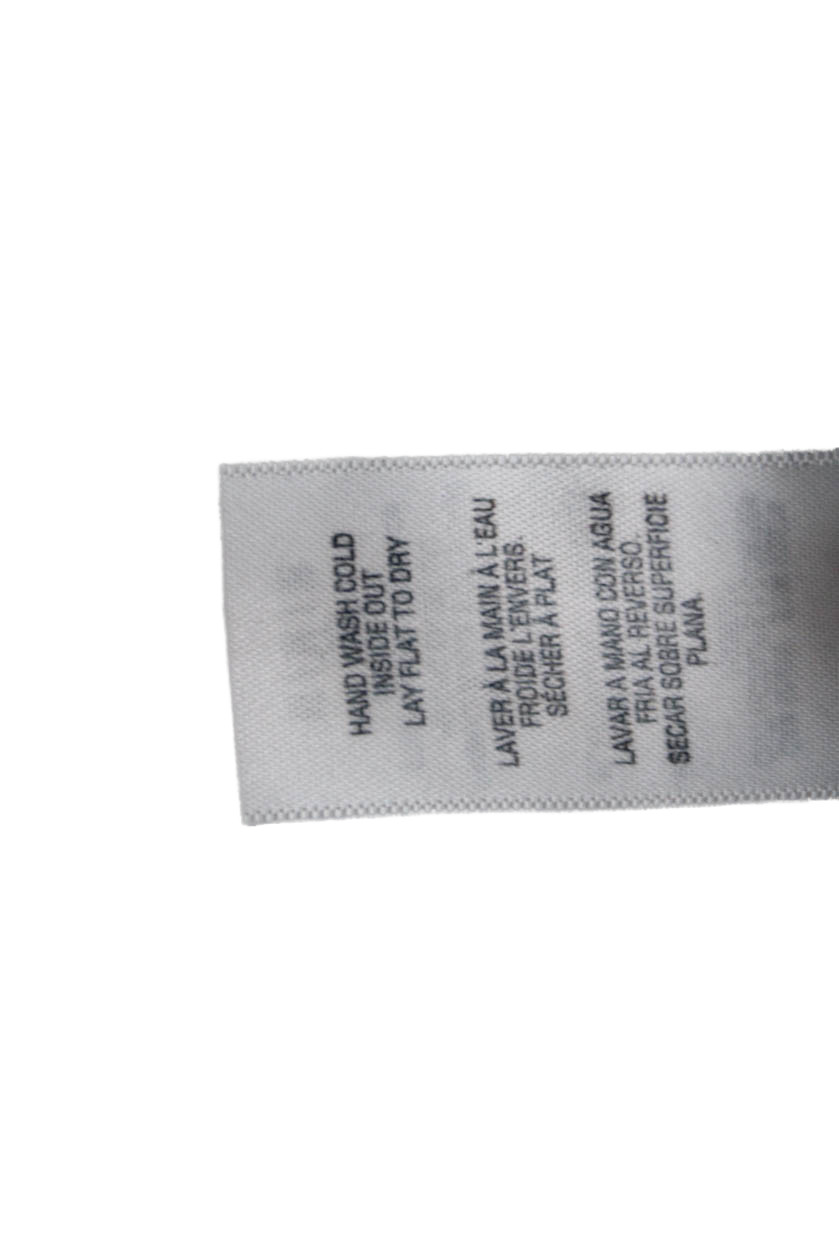 HAND WASH COLD
INSIDE OUT
LAY FLAT TO DRY
LAVER À LA MAIN À L'EAU
FROIDE L'ENVERS.
SÉCHER À PLAT
LAVAR A MANO CON AGUA
FRIA AL REVERSO.
SECAR SOBRE SUPERFICIE
PLANA